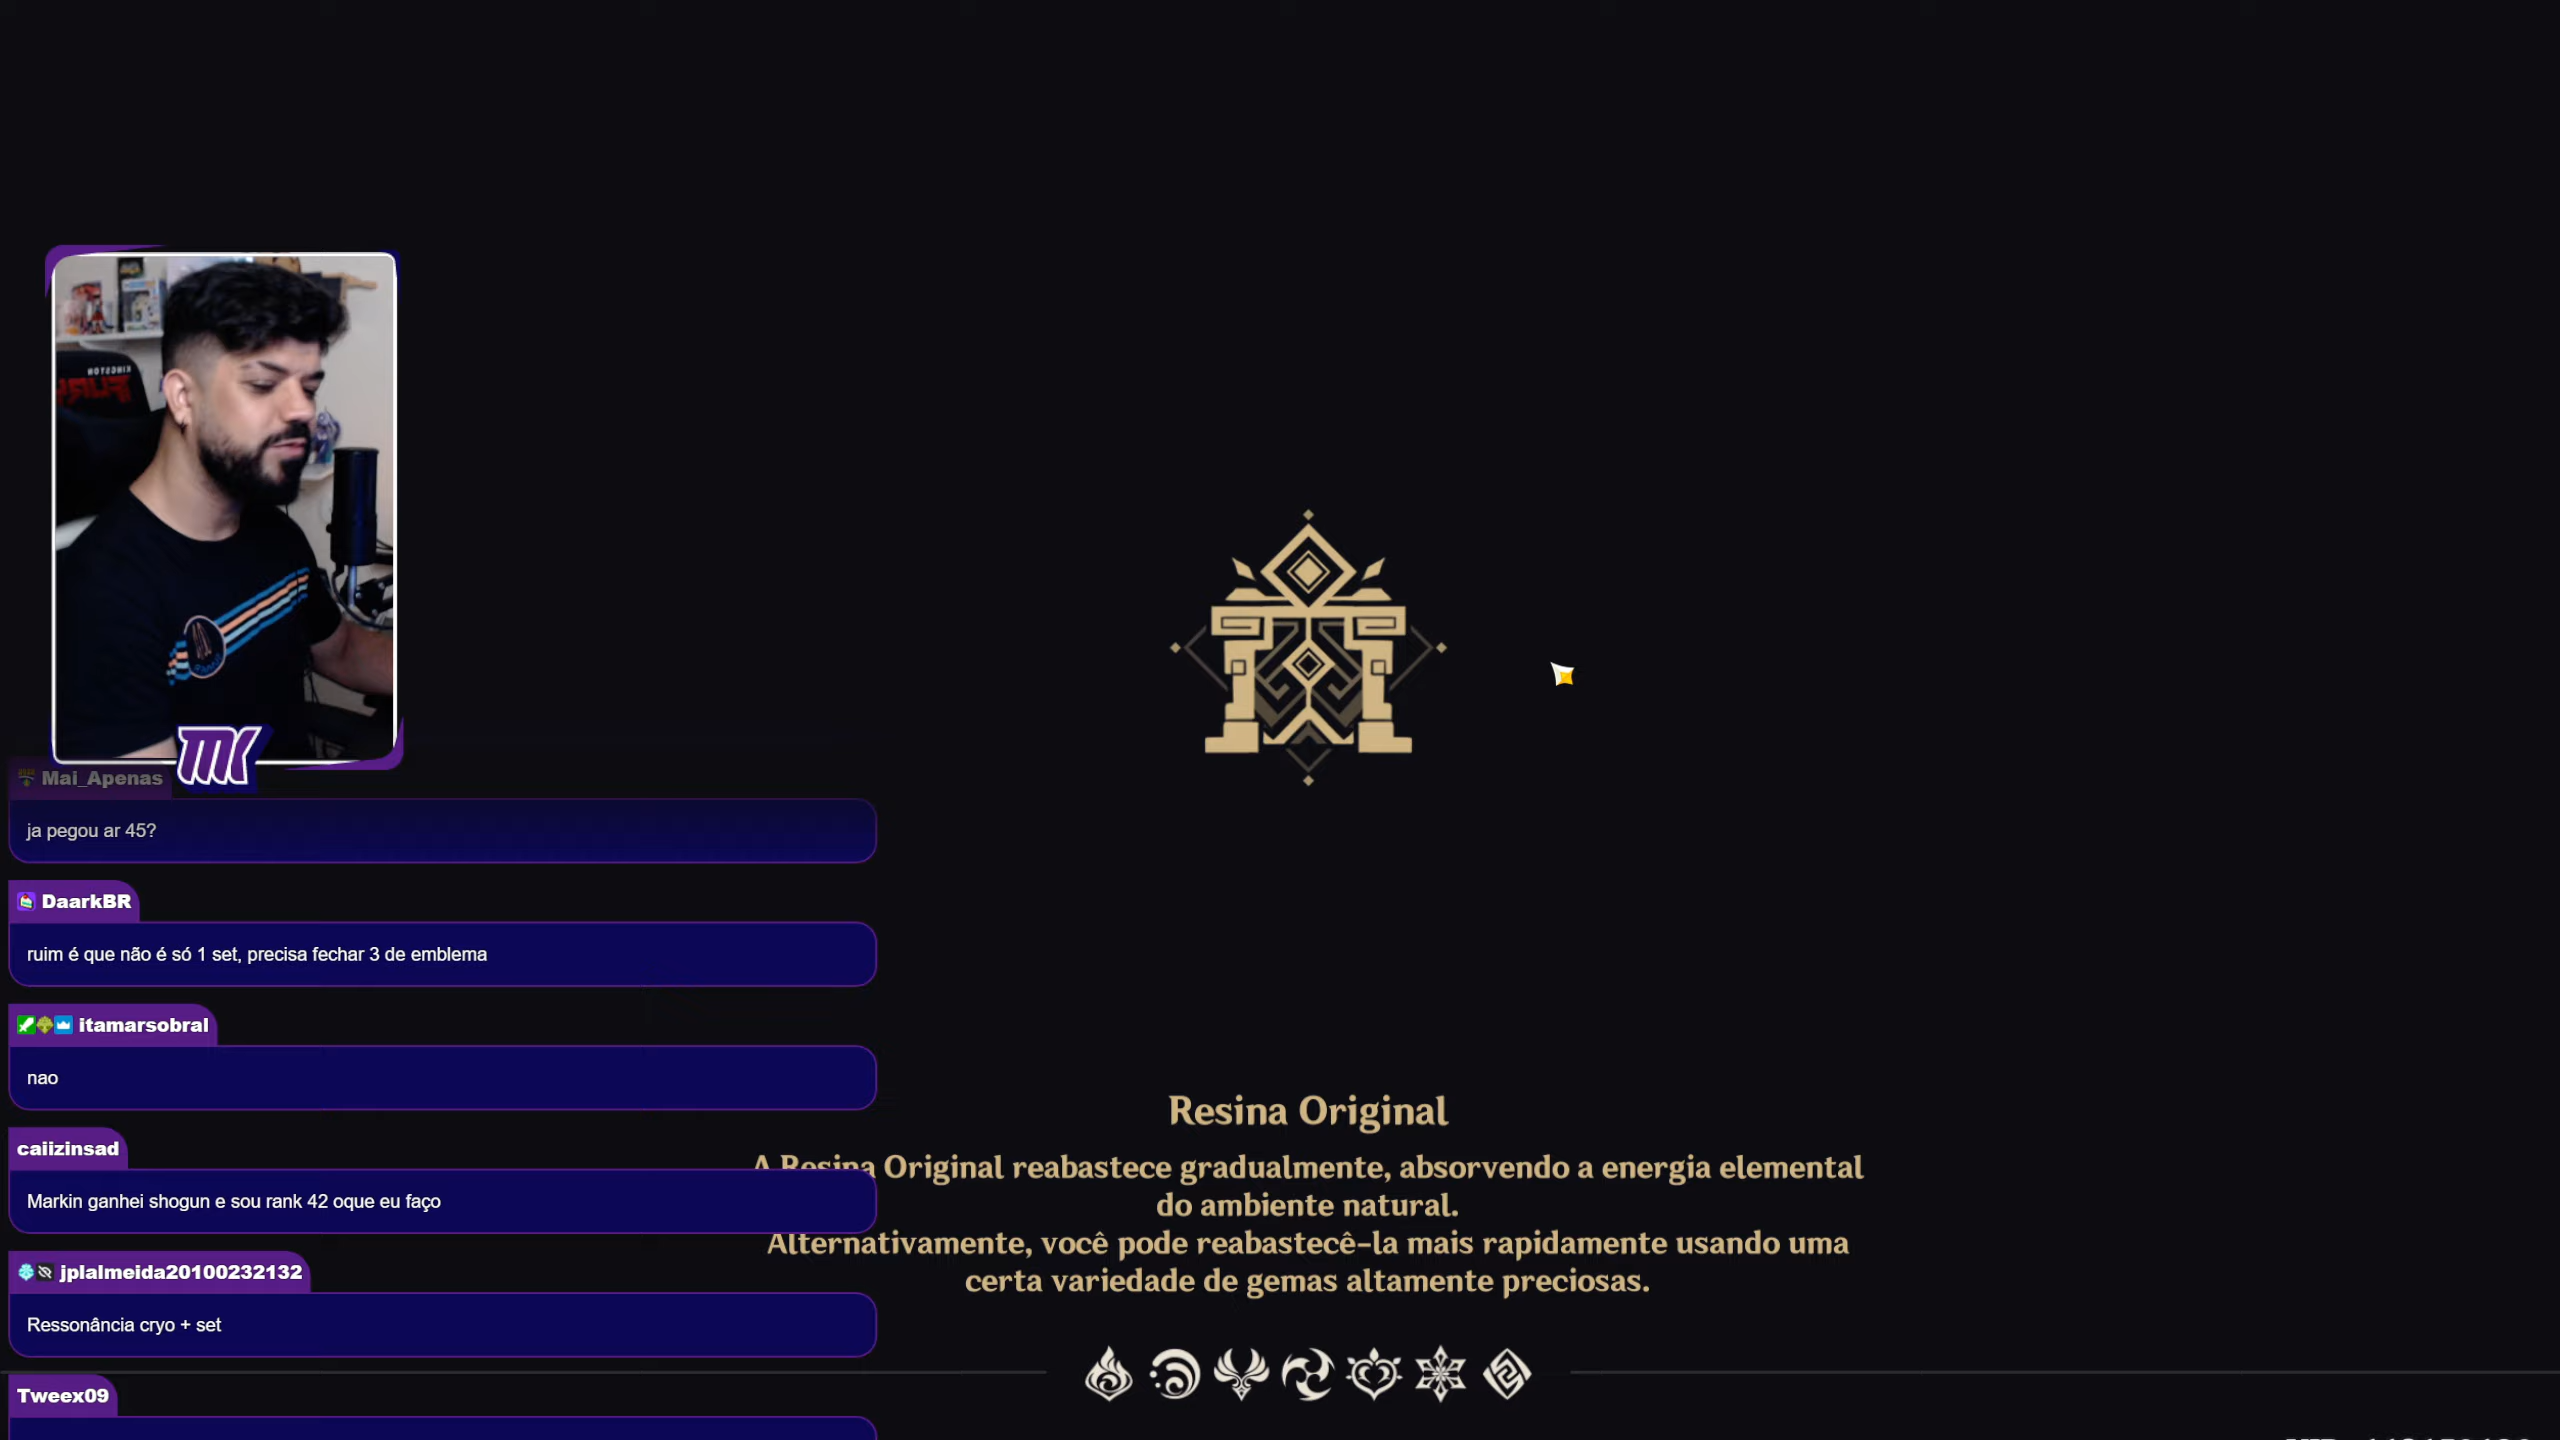 KINGSTON
FURY
MK
Mai_Apenas
ja pegou ar 45?
DaarkBR
ruim é que não é só 1 set, precisa fechar 3 de emblema
itamarsobral
nao
caiizinsad
Markin ganhei shogun e sou rank 42 oque eu faço
jplalmeida20100232132
Ressonância cryo + set
Tweex09
Resina Original
A Resina Original reabastece gradualmente, absorvendo a energia elemental
do ambiente natural.
Alternativamente, você pode reabastecê-la mais rapidamente usando uma
certa variedade de gemas altamente preciosas.